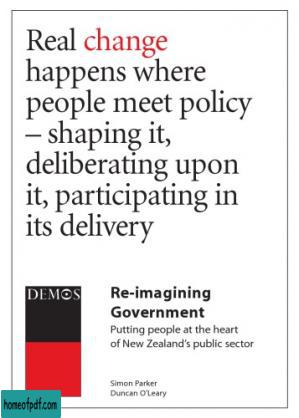 Real change
happens where
people meet policy
– shaping it,
deliberating upon
it, participating in
its delivery
DEMOS
Re-imagining
Government
Putting people at the heart
of New Zealand's public sector
Simon Parker
Duncan O'Leary
homeofpdf.com